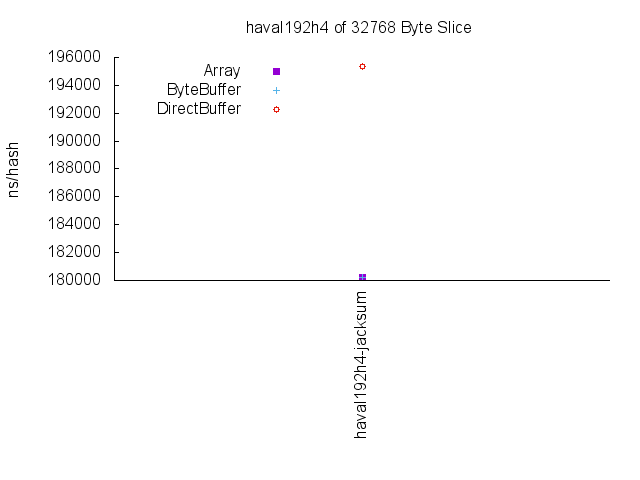 haval192h4 of 32768 Byte Slice
196000
194000
192000
190000
188000
186000
184000
182000
180000
ns/hash
Array
ByteBuffer
DirectBuffer
haval192h4-jacksum